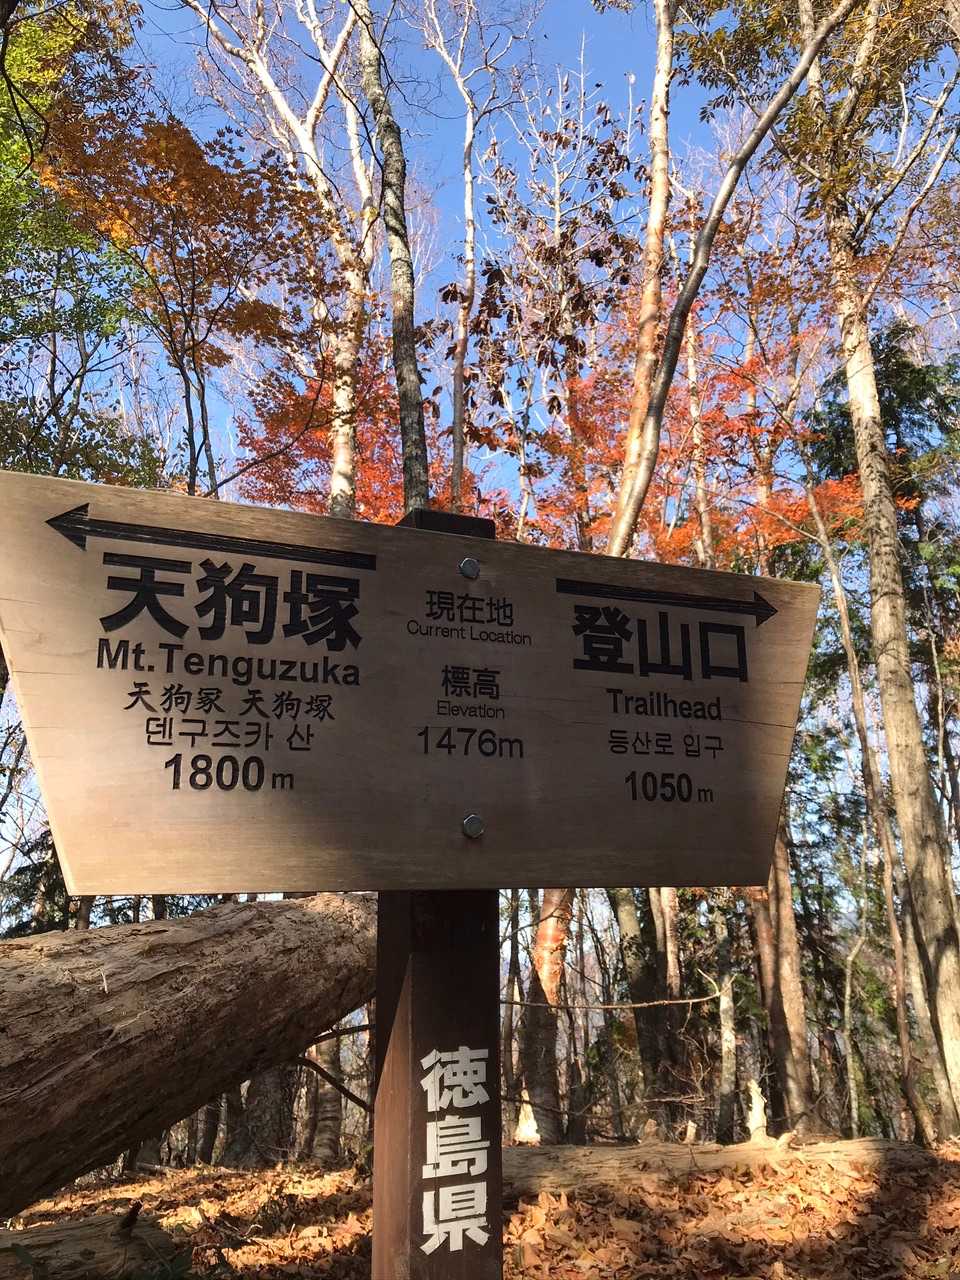 天狗塚
Mt.Tenguzuka
天狗冢 天狗塚
덴구즈카 산
1800m
現在地
Current Location
標高
Elevation
1476m
登山口
Trailhead
등산로 입구
1050m
徳島県